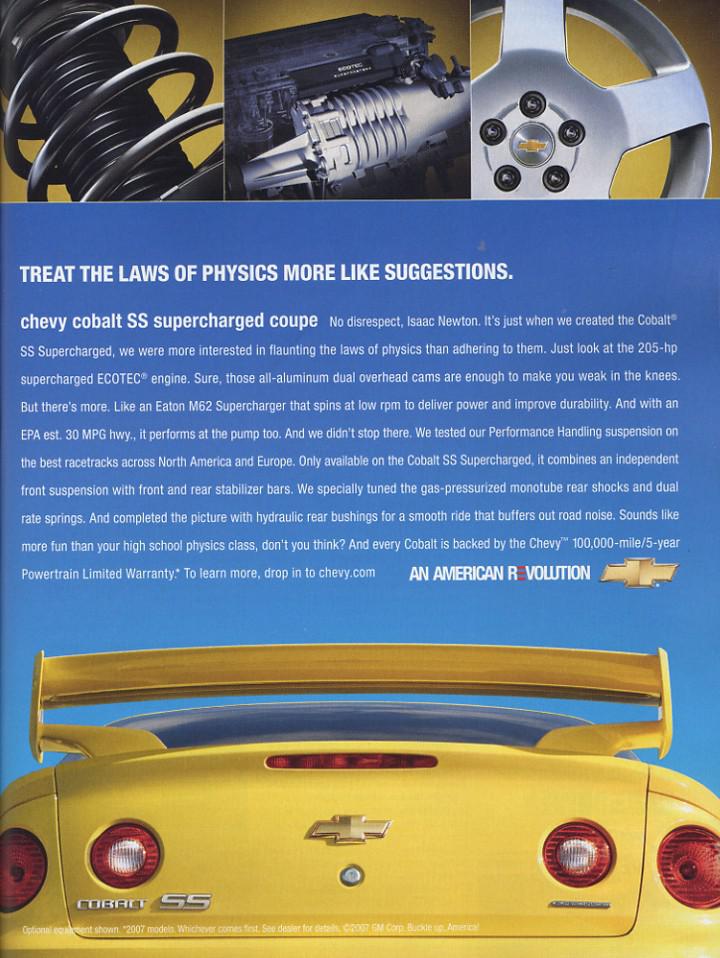 ECOTEC
SUPERCHARGED
TREAT THE LAWS OF PHYSICS MORE LIKE SUGGESTIONS.
chevy cobalt SS supercharged coupe No disrespect, Isaac Newton. It's just when we created the Cobalt®
SS Supercharged, we were more interested in flaunting the laws of physics than adhering to them. Just look at the 205-hp
supercharged ECOTEC® engine. Sure, those all-aluminum dual overhead cams are enough to make you weak in the knees.
But there's more. Like an Eaton M62 Supercharger that spins at low rpm to deliver power and improve durability. And with an
EPA est. 30 MPG hwy., it performs at the pump too. And we didn't stop there. We tested our Performance Handling suspension on
the best racetracks across North America and Europe. Only available on the Cobalt SS Supercharged, it combines an independent
front suspension with front and rear stabilizer bars. We specially tuned the gas-pressurized monotube rear shocks and dual
rate springs. And completed the picture with hydraulic rear bushings for a smooth ride that buffers out road noise. Sounds like
more fun than your high school physics class, don't you think? And every Cobalt is backed by the Chevy™ 100,000-mile/5-year
Powertrain Limited Warranty.* To learn more, drop in to chevy.com AN AMERICAN REVOLUTION
COBALT SS SUPERCHARGED
Optional equipment shown. *2007 models. Whichever comes first. See dealer for details. ©2007 GM Corp. Buckle up, America!